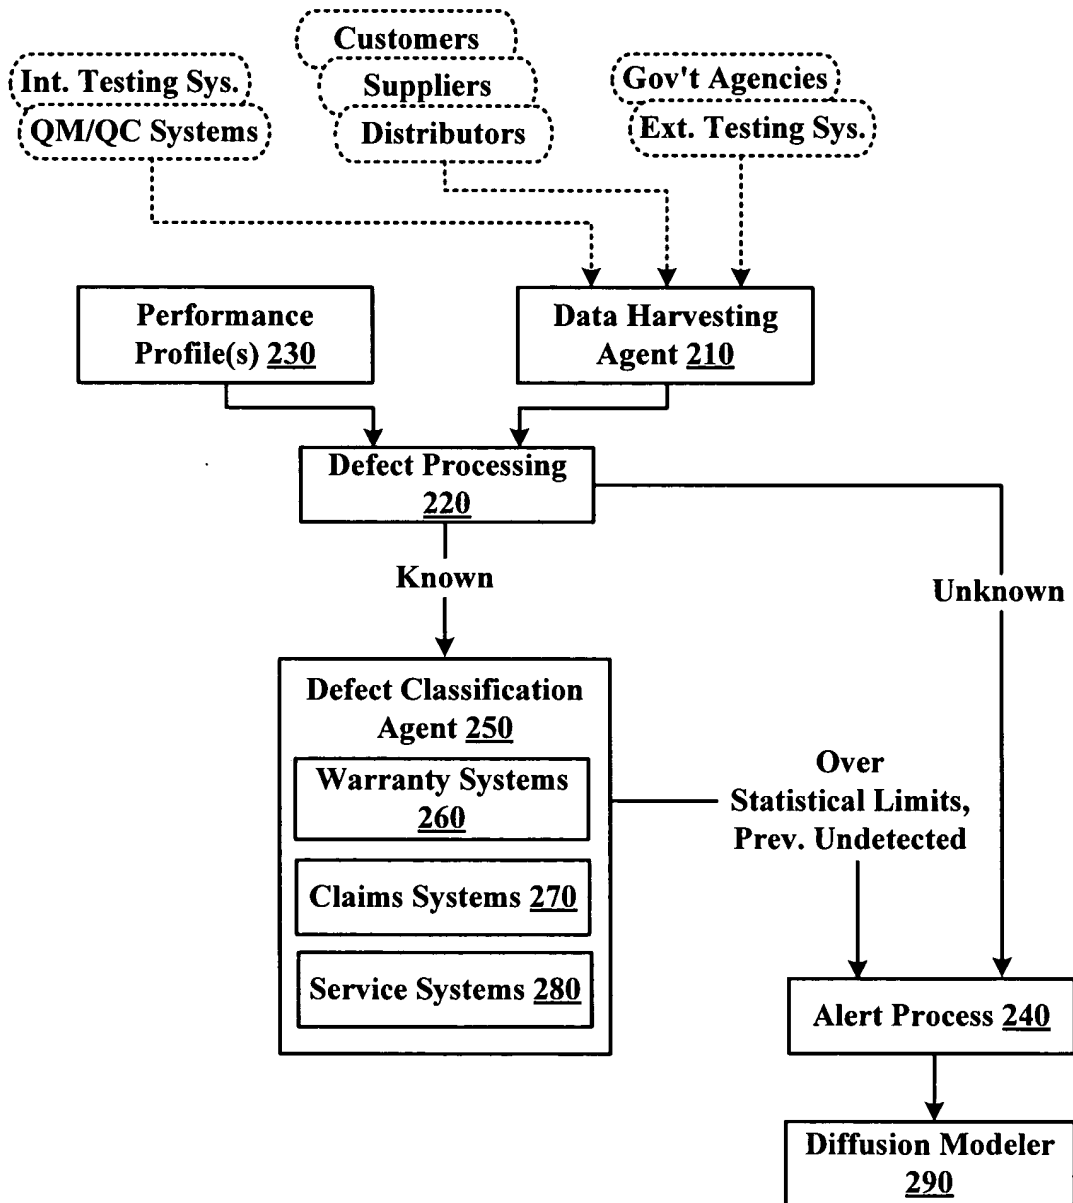 Customers
Suppliers
Distributors
Int. Testing Sys.
QM/QC Systems
Gov't Agencies
Ext. Testing Sys.
Performance
Profile(s) 230
Data Harvesting
Agent 210
Defect Processing
220
Known
Unknown
Defect Classification
Agent 250
Warranty Systems
260
Claims Systems 270
Service Systems 280
Over
Statistical Limits,
Prev. Undetected
Alert Process 240
Diffusion Modeler
290